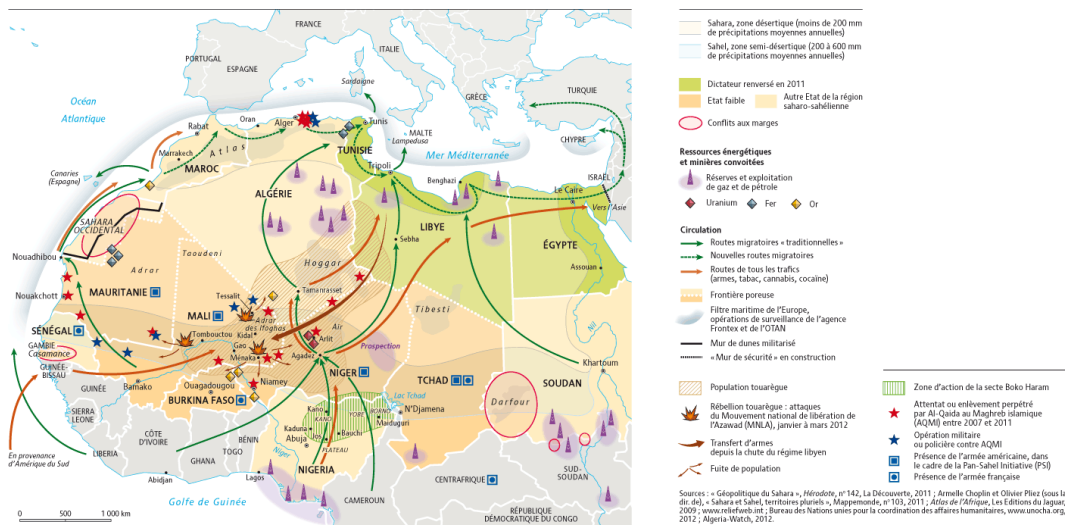 FRANCE
ITALIE
PORTUGAL
ESPAGNE
Sardaigne
GRÈCE
TURQUIE
Océan
Atlantique
Alger
Oran
Tunis
MALTE
Lampedusa
CHYPRE
Rabat
Atlas
TUNISIE
Mer Méditerranée
Marrakech
MAROC
Tripoli
ISRAËL
Canaries
(Espagne)
Benghazi
Le Caire
Vers l'Asie
ALGÉRIE
SAHARA
OCCIDENTAL
LIBYE
ÉGYPTE
Sebha
Nouadhibou
Taoudeni
Hoggar
Assouan
Adrar
Tamanrasset
MAURITANIE
Tessalit
Tibesti
Nouakchott
MALI
Adrar
des Ifoghas
Aïr
Nil
SÉNÉGAL
Tombouctou
Kidal
Arlit
GAMBIE
Casamance
Gao
Ménaka
Agadez
Prospection
Khartoum
GUINÉE-
BISSAU
NIGER
TCHAD
SOUDAN
Bamako
Ouagadougou
Niamey
Lac Tchad
Darfour
GUINÉE
BURKINA FASO
Kano
KANO
YOBE
BORNO
N'Djamena
Maiduguri
SIERRA
LEONE
Kaduna
Bauchi
BÉNIN
Abuja
Jos
CÔTE
D'IVOIRE
TOGO
Niger
PLATEAU
En provenance
d'Amérique du Sud
LIBERIA
GHANA
NIGERIA
SUD-
SOUDAN
Abidjan
Lagos
CENTRAFRIQUE
Golfe de Guinée
CAMEROUN
RÉPUBLIQUE
DÉMOCRATIQUE DU CONGO
0
500
1 000 km
Sahara, zone désertique (moins de 200 mm
de précipitations moyennes annuelles)
Sahel, zone semi-désertique (200 à 600 mm
de précipitations moyennes annuelles)
Dictateur renversé en 2011
Etat faible
Autre Etat de la région
saharo-sahélienne
Conflits aux marges
Ressources énergétiques
et minières convoitées
Réserves et exploitation
de gaz et de pétrole
Uranium
Fer
Or
Circulation
Routes migratoires « traditionnelles »
Nouvelles routes migratoires
Routes de tous les trafics
(armes, tabac, cannabis, cocaïne)
Frontière poreuse
Filtre maritime de l'Europe,
opérations de surveillance de l'agence
Frontex et de l'OTAN
Mur de dunes militarisé
« Mur de sécurité » en construction
Population touarègue
Rébellion touarègue : attaques
du Mouvement national de libération de
l'Azawad (MNLA), janvier à mars 2012
Transfert d'armes
depuis la chute du régime libyen
Fuite de population
Zone d'action de la secte Boko Haram
Attentat ou enlèvement perpétré
par Al-Qaida au Maghreb islamique
(AQMI) entre 2007 et 2011
Opération militaire
ou policière contre AQMI
Présence de l'armée américaine, dans
le cadre de la Pan-Sahel Initiative (PSI)
Présence de l'armée française
Sources : « Géopolitique du Sahara », Hérodote, n° 142, La Découverte, 2011 ; Armelle Choplin et Olivier Pliez (sous la
dir. de), « Sahara et Sahel, territoires pluriels », Mappemonde, n° 103, 2011 ; Atlas de l'Afrique, Les Editions du Jaguar,
2009 ; www.reliefweb.int ; Bureau des Nations unies pour la coordination des affaires humanitaires, www.unocha.org,
2012 ; Algeria-Watch, 2012.